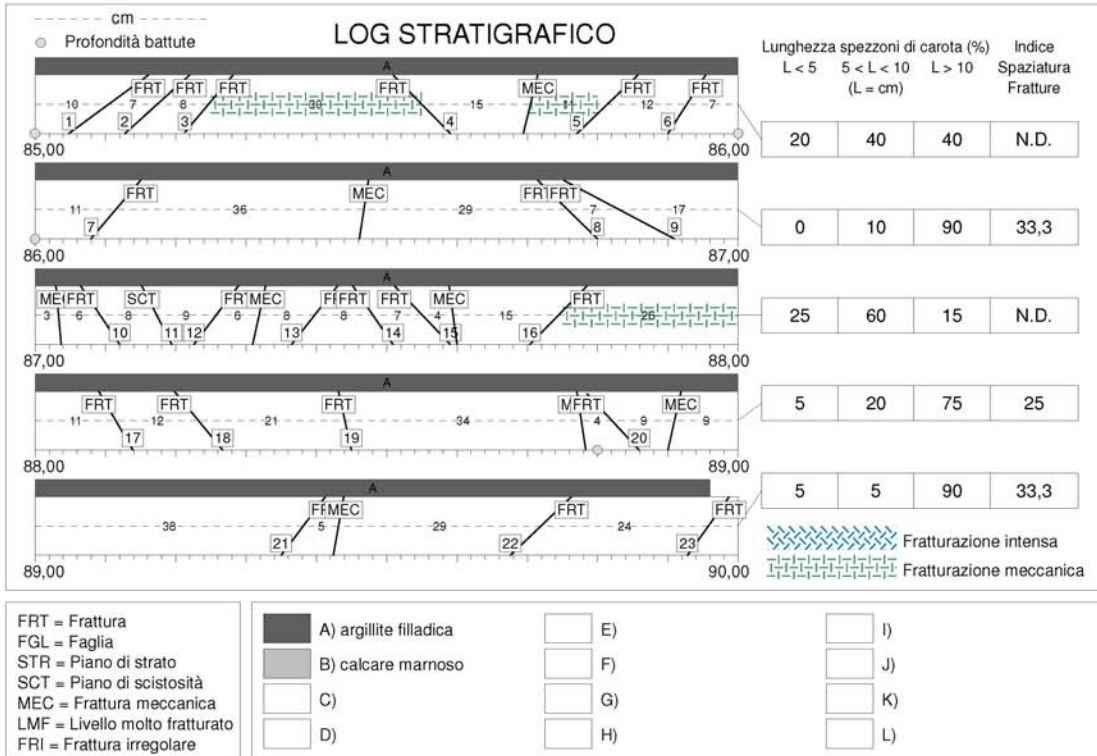 cm
Profondità battute
LOG STRATIGRAFICO
Lunghezza spezzoni di carota (%)
L < 5 5 < L < 10 L > 10
(L = cm)
Indice
Spaziatura
Fratture
A
FRT FRT FRT FRT MEC FRT FRT
10 7 8 30 15 11 12 7
1 2 3 4 5 6
85,00 86,00
20 40 40 N.D.
A
FRT MEC FRT FRT
11 36 29 7 17
7 8 9
86,00 87,00
0 10 90 33,3
A
MEC FRT SCT FRT MEC FRT FRT FRT MEC FRT
3 6 8 9 6 8 8 7 4 15 26
10 11 12 13 14 15 16
87,00 88,00
25 60 15 N.D.
A
FRT FRT FRT MEC FRT MEC
11 12 21 34 4 9 9
17 18 19 20
88,00 89,00
5 20 75 25
A
FRT MEC FRT FRT
38 5 29 24
21 22 23
89,00 90,00
5 5 90 33,3
Fratturazione intensa
Fratturazione meccanica
FRT = Frattura
FGL = Faglia
STR = Piano di strato
SCT = Piano di scistosità
MEC = Frattura meccanica
LMF = Livello molto fratturato
FRI = Frattura irregolare
A) argillite filladica
B) calcare marnoso
C)
D)
E)
F)
G)
H)
I)
J)
K)
L)